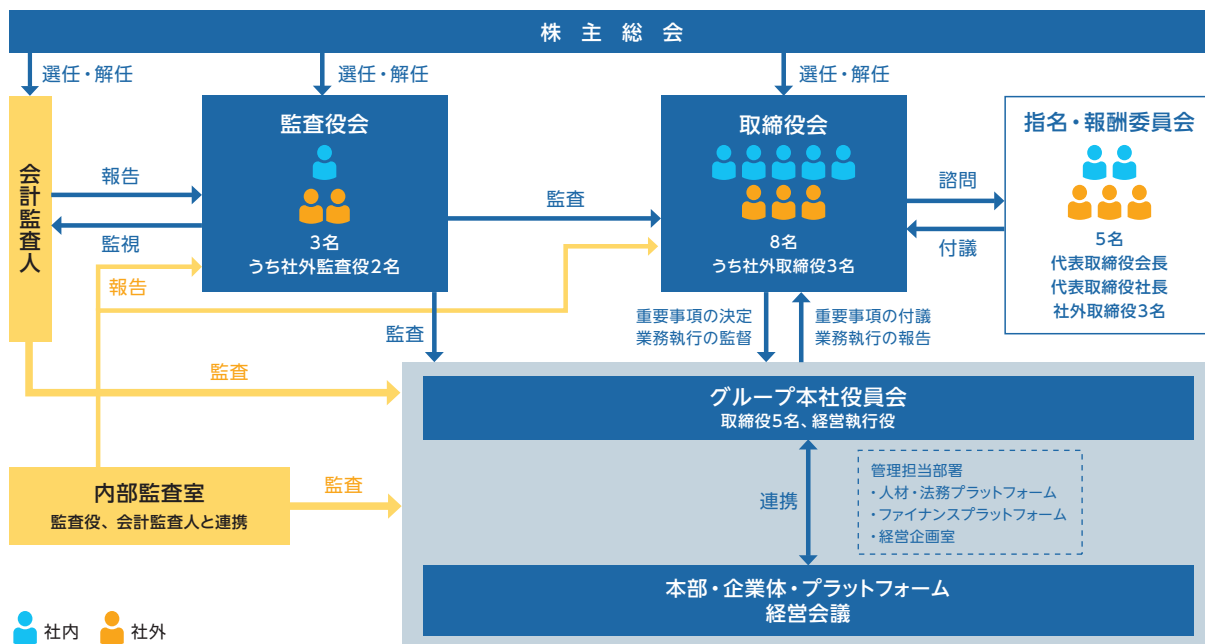 株主総会
選任・解任
選任・解任
選任・解任
会計監査人
監査役会
3名
うち社外監査役2名
取締役会
8名
うち社外取締役3名
指名・報酬委員会
5名
代表取締役会長
代表取締役社長
社外取締役3名
報告
監視
報告
監査
諮問
付議
監査
重要事項の決定
業務執行の監督
重要事項の付議
業務執行の報告
監査
グループ本社役員会
取締役5名、経営執行役
内部監査室
監査役、会計監査人と連携
監査
連携
管理担当部署
・人材・法務プラットフォーム
・ファイナンスプラットフォーム
・経営企画室
本部・企業体・プラットフォーム
経営会議
社内
社外